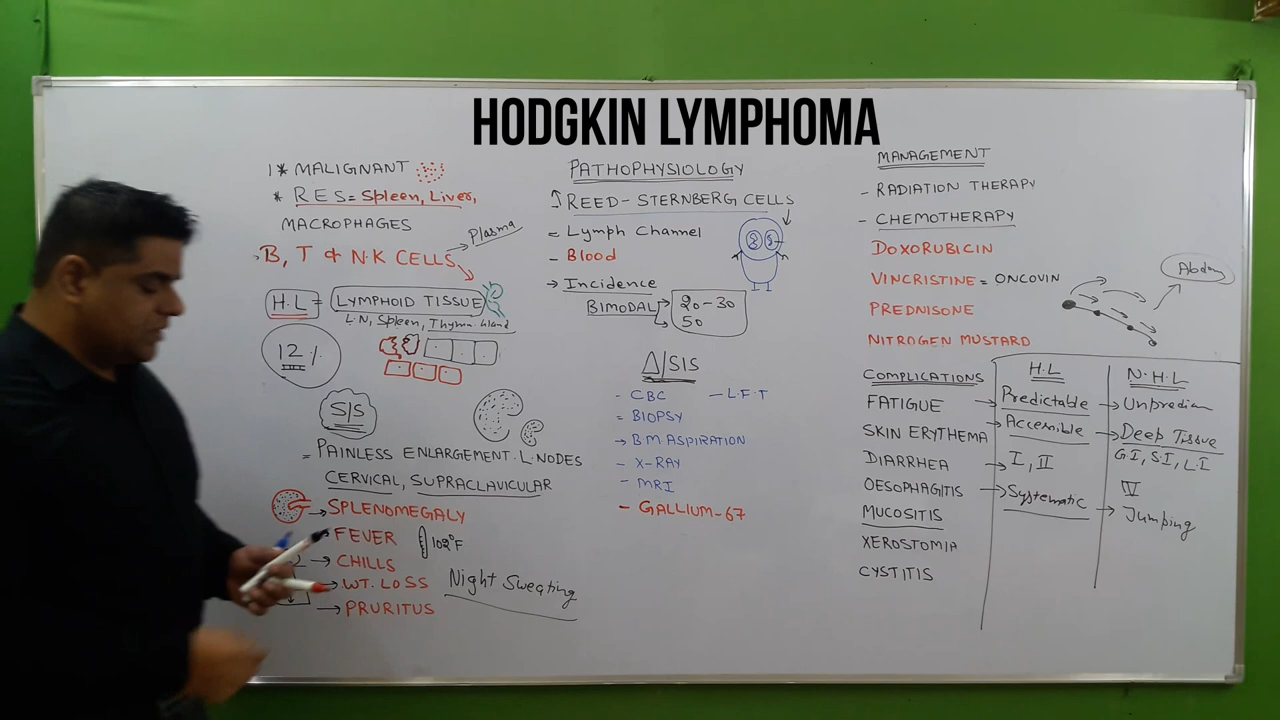 HODGKIN LYMPHOMA
1* MALIGNANT
* RES = Spleen, Liver,
MACROPHAGES
B, T & N.K CELLS
Plasma
H.L = LYMPHOID TISSUE
L.N, Spleen, Thymus Gland
12 %
S/S
= PAINLESS ENLARGEMENT. L. NODES
CERVICAL, SUPRACLAVICULAR
→ SPLENOMEGALY
FEVER 102°F
→ CHILLS
→ WT. LOSS
Night Sweating
→ PRURITUS
PATHOPHYSIOLOGY
↑ REED - STERNBERG CELLS
= Lymph Channel
- Blood
→ Incidence
BIMODAL → 20-30
50
Δ/SIS
- CBC - L.F.T
= BIOPSY
→ B M ASPIRATION
- X-RAY
- MRI
- GALLIUM-67
MANAGEMENT
- RADIATION THERAPY
- CHEMOTHERAPY
DOXORUBICIN
VINCRISTINE = ONCOVIN
PREDNISONE
NITROGEN MUSTARD
COMPLICATIONS
FATIGUE
SKIN ERYTHEMA
DIARRHEA
OESOPHAGITIS
MUCOSITIS
XEROSTOMIA
CYSTITIS
H.L N.H.L
→ Predictable →
→ Accessible → Deep Tissue
G.I, S.I, L.I
→ I, II IV
→ Systematic → Jumping